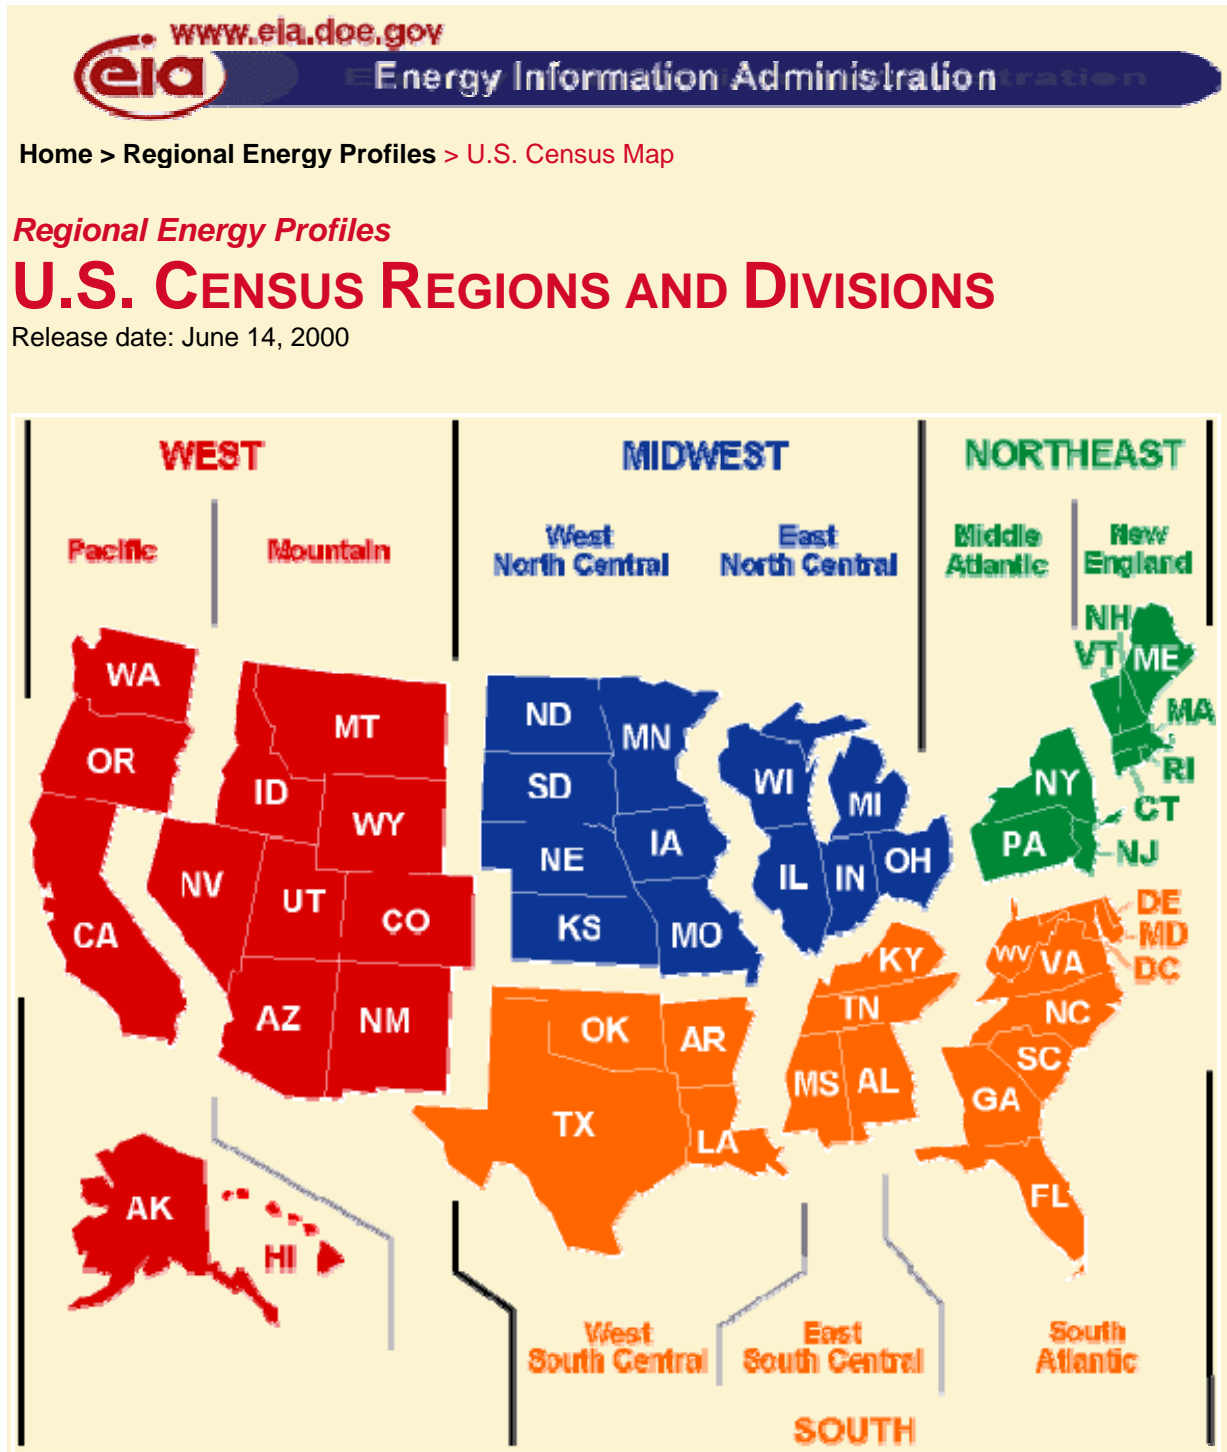 www.eia.doe.gov
eia
Energy Information Administration
Home > Regional Energy Profiles > U.S. Census Map
Regional Energy Profiles
U.S. CENSUS REGIONS AND DIVISIONS
Release date: June 14, 2000
WEST MIDWEST NORTHEAST
Pacific Mountain
West
North Central
East
North Central
Middle
Atlantic
New
England
NH
VT ME
WA
MT
ND
MN
MA
OR
ID
WY
SD
WI
MI
NY
RI
CT
NV
UT
CO
NE
IA
IL
IN
OH
PA
NJ
CA
KS
MO
KY
WV
VA
DE
MD
DC
AZ
NM
OK
AR
TN
NC
MS
AL
SC
GA
TX
LA
AK
HI
FL
West
South Central
East
South Central
South
Atlantic
SOUTH